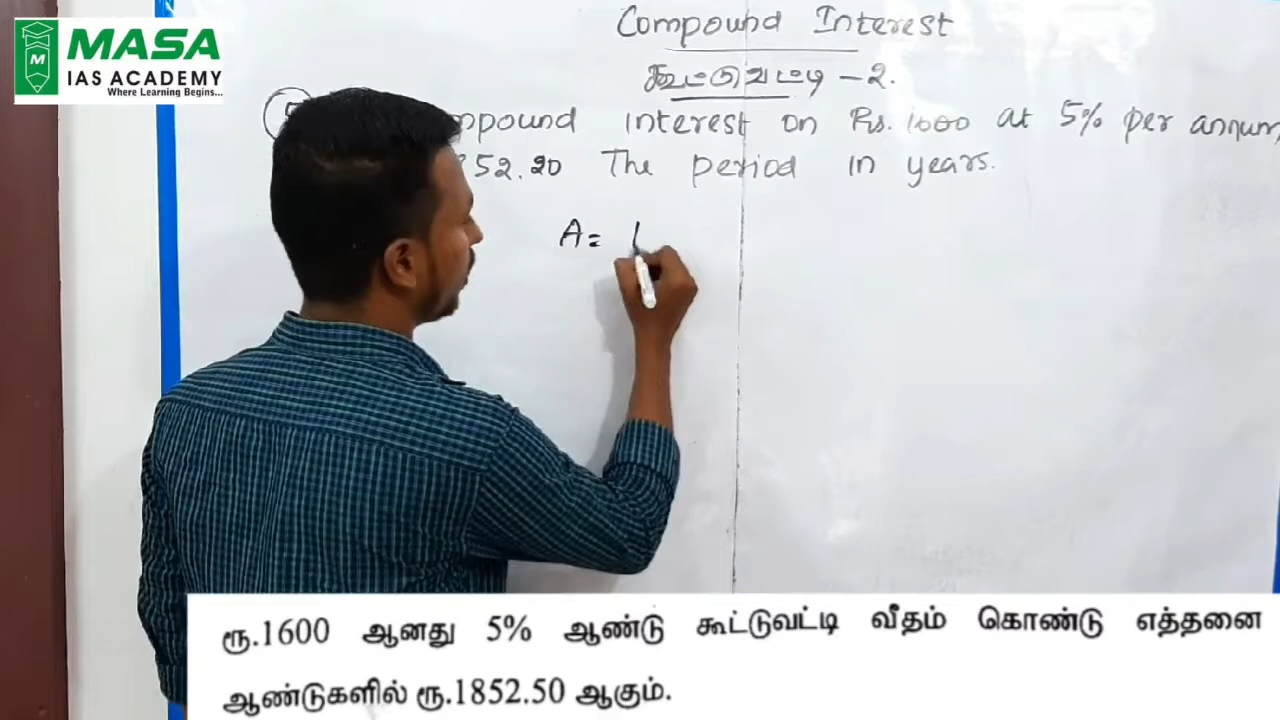 MASA
IAS ACADEMY
Where Learning Begins...
Compound Interest
கூட்டுவட்டி - 2.
mpound interest on Rs. 1600 at 5% per annum,
52.20 The period in years.
A =
ரூ.1600 ஆனது 5% ஆண்டு கூட்டுவட்டி வீதம் கொண்டு எத்தனை
ஆண்டுகளில் ரூ.1852.50 ஆகும்.